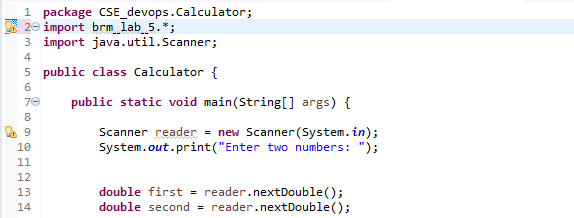 1 package CSE_devops.Calculator;
2 import brm_lab_5.*;
3 import java.util.Scanner;
4
5 public class Calculator {
6
7     public static void main(String[] args) {
8
9         Scanner reader = new Scanner(System.in);
10         System.out.print("Enter two numbers: ");
11
12
13         double first = reader.nextDouble();
14         double second = reader.nextDouble();